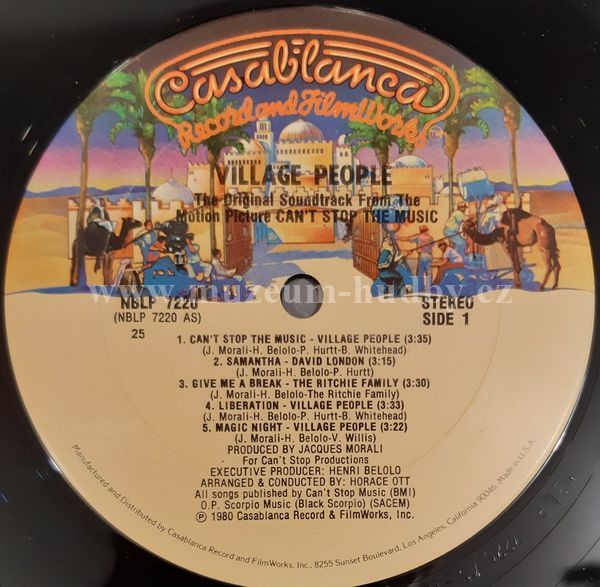 Casablanca
Record and FilmWorks
TM
VILLAGE PEOPLE
The Original Soundtrack From The
Motion Picture CAN'T STOP THE MUSIC
www.muzeum-hudby.cz
NBLP 7220
(NBLP 7220 AS)
25
STEREO
SIDE 1
1. CAN'T STOP THE MUSIC - VILLAGE PEOPLE (3:35)
(J. Morali-H. Belolo-P. Hurtt-B. Whitehead)
2. SAMANTHA - DAVID LONDON (3:15)
(J. Morali-H. Belolo-P. Hurtt)
3. GIVE ME A BREAK - THE RITCHIE FAMILY (3:30)
(J. Morali-H. Belolo-The Ritchie Family)
4. LIBERATION - VILLAGE PEOPLE (3:33)
(J. Morali-H. Belolo-P. Hurtt-B. Whitehead)
5. MAGIC NIGHT - VILLAGE PEOPLE (3:22)
(J. Morali-H. Belolo-V. Willis)
PRODUCED BY JACQUES MORALI
For Can't Stop Productions
EXECUTIVE PRODUCER: HENRI BELOLO
ARRANGED & CONDUCTED BY: HORACE OTT
All songs published by Can't Stop Music (BMI)
O.P. Scorpio Music (Black Scorpio) (SACEM)
Ⓟ 1980 Casablanca Record & FilmWorks, Inc.
Manufactured and Distributed by Casablanca Record and FilmWorks, Inc., 8255 Sunset Boulevard, Los Angeles, California 90046. Made in U.S.A.